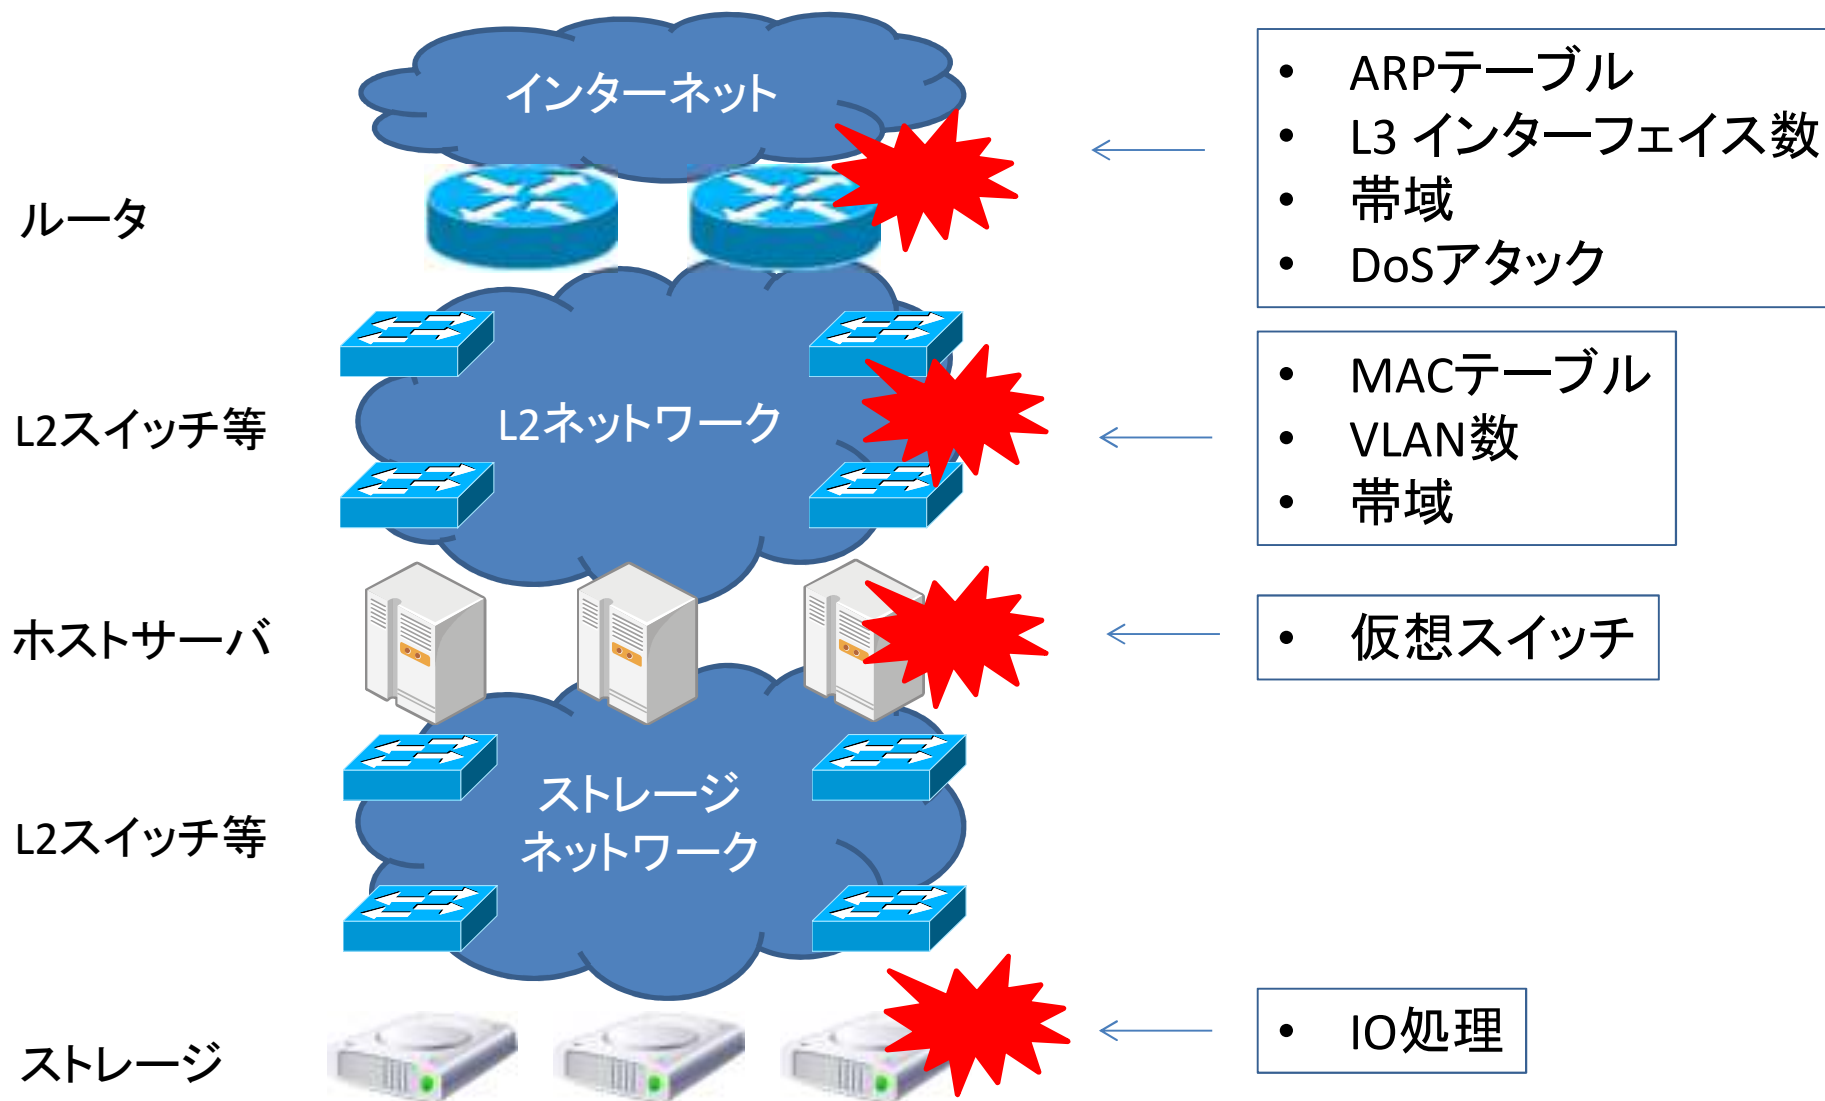 インターネット
ルータ
• ARPテーブル
• L3 インターフェイス数
• 帯域
• DoSアタック
L2スイッチ等
L2ネットワーク
• MACテーブル
• VLAN数
• 帯域
ホストサーバ
• 仮想スイッチ
L2スイッチ等
ストレージ
ネットワーク
ストレージ
• IO処理